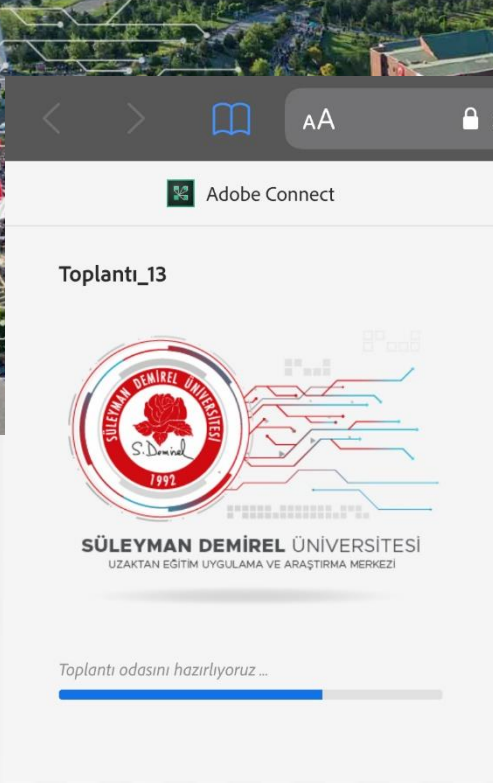 AA
Adobe Connect
Toplantı_13
SÜLEYMAN DEMİREL ÜNİVERSİTESİ
S. Demirel
1992
SÜLEYMAN DEMİREL ÜNİVERSİTESİ
UZAKTAN EĞİTİM UYGULAMA VE ARAŞTIRMA MERKEZİ
Toplantı odasını hazırlıyoruz ...